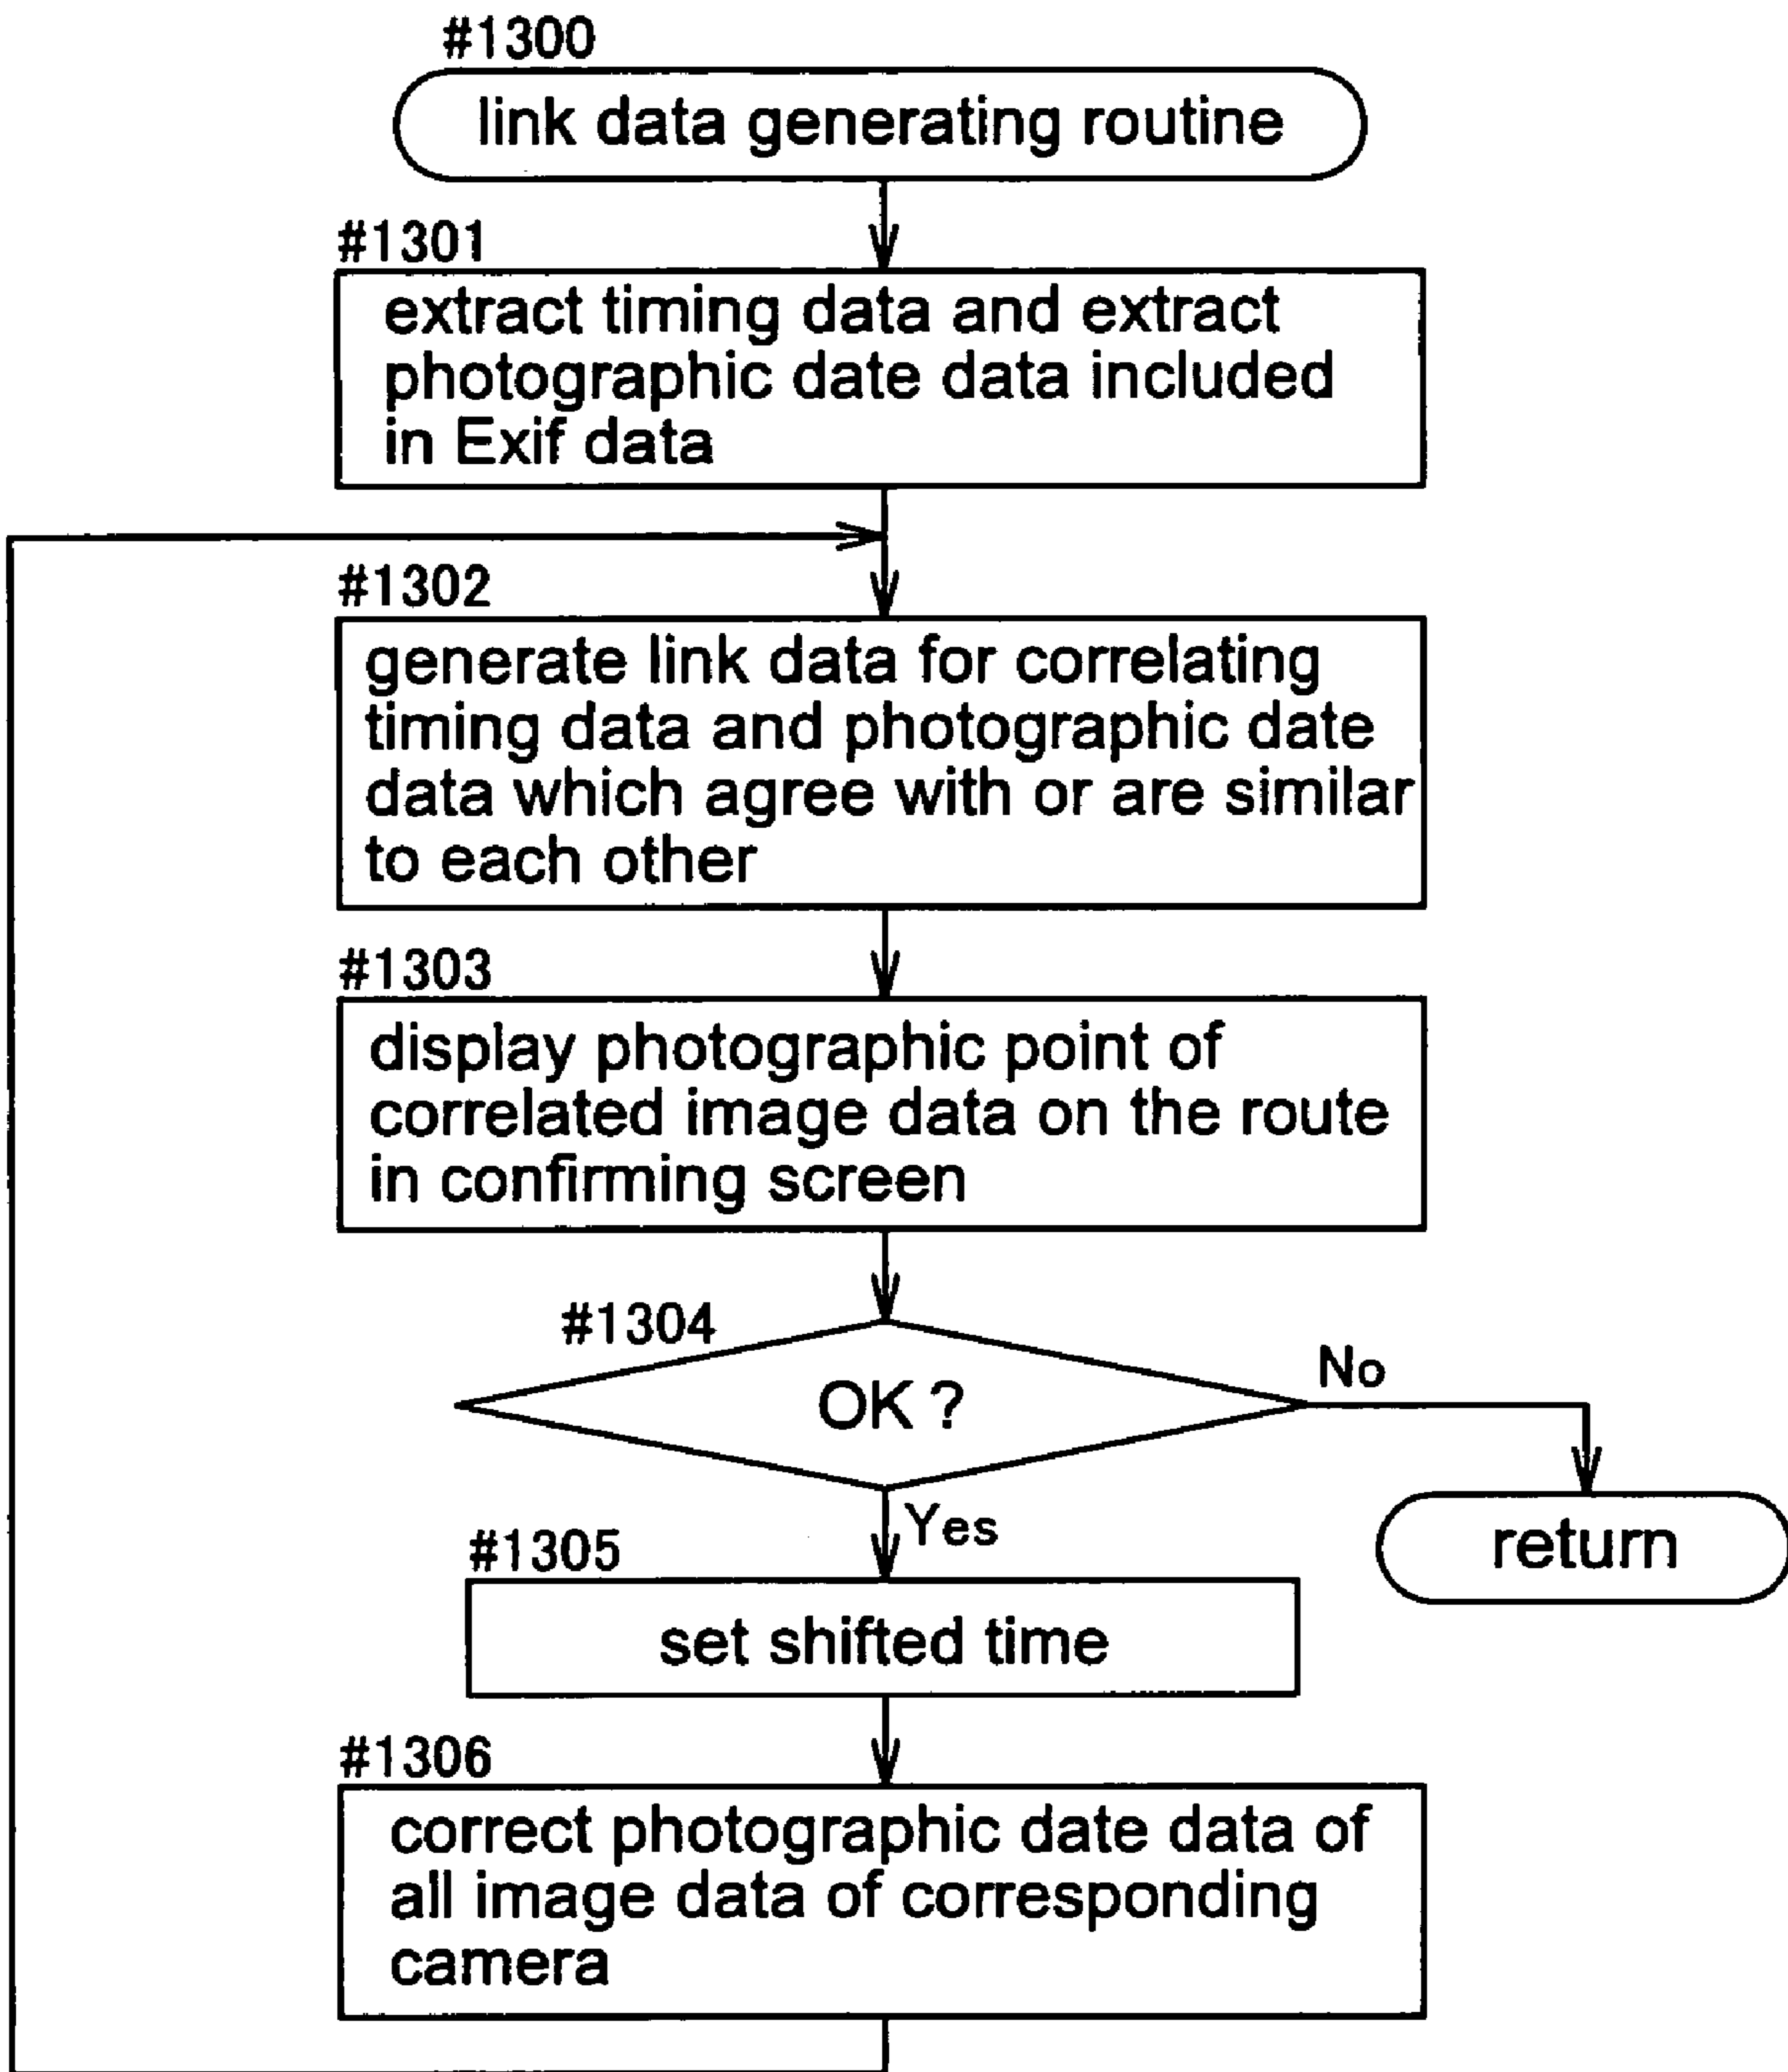 #1300
link data generating routine
#1301
extract timing data and extract
photographic date data included
in Exif data
#1302
generate link data for correlating
timing data and photographic date
data which agree with or are similar
to each other
#1303
display photographic point of
correlated image data on the route
in confirming screen
#1304
OK ?
No
Yes
return
#1305
set shifted time
#1306
correct photographic date data of
all image data of corresponding
camera